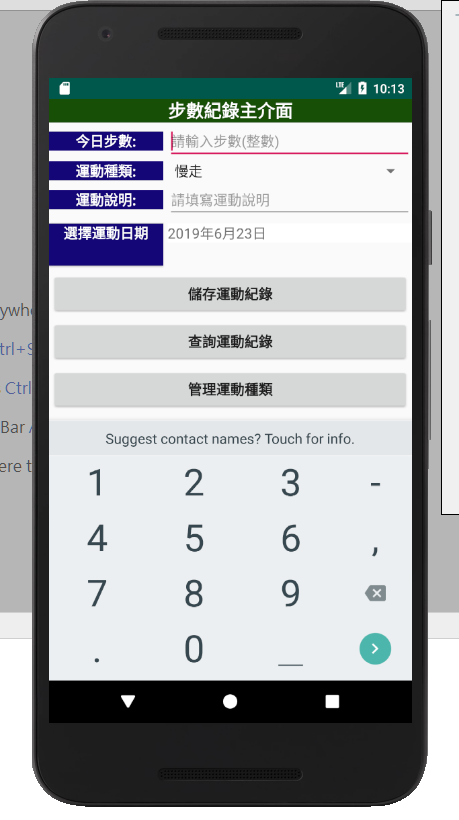 LTE 10:13
步數紀錄主介面
今日步數: 請輸入步數(整數)
運動種類: 慢走
運動說明: 請填寫運動說明
選擇運動日期 2019年6月23日
儲存運動紀錄
查詢運動紀錄
管理運動種類
Suggest contact names? Touch for info.
1 2 3 -
4 5 6 ,
7 8 9
. 0 _
ywhe
trl+S
Ctrl
Bar A
ere t